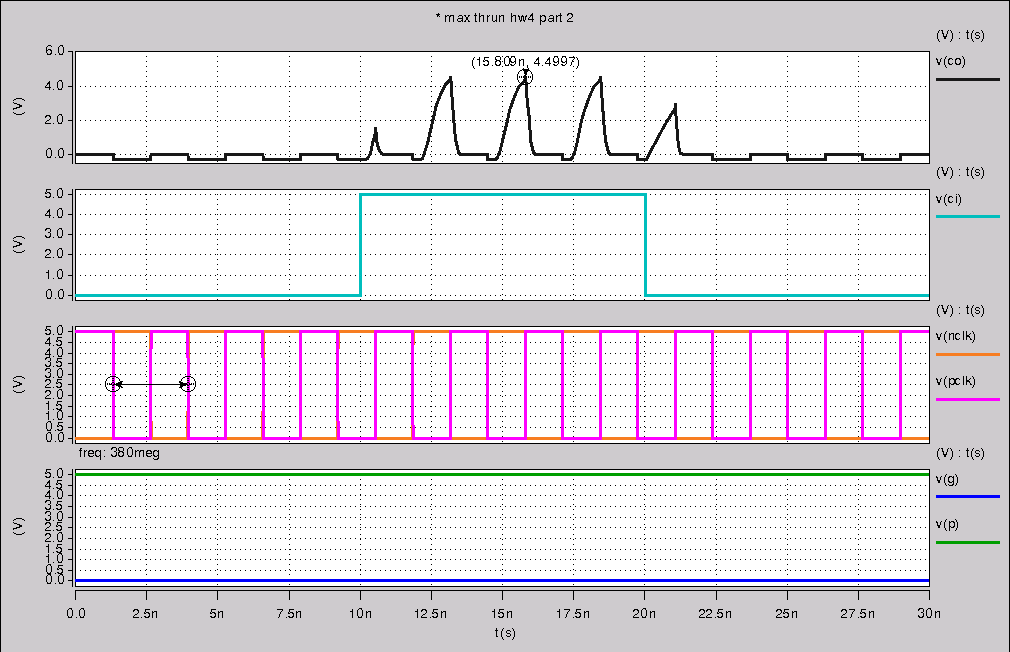 * max thrun hw4 part 2
(V) : t(s)
v(co)
(15.809n, 4.4997)
6.0
4.0
2.0
0.0
(V)
(V) : t(s)
v(ci)
5.0
4.0
3.0
2.0
1.0
0.0
(V)
(V) : t(s)
v(nclk)
v(pclk)
5.0
4.5
4.0
3.5
3.0
2.5
2.0
1.5
1.0
0.5
0.0
(V)
freq: 380meg
(V) : t(s)
v(g)
v(p)
5.0
4.5
4.0
3.5
3.0
2.5
2.0
1.5
1.0
0.5
0.0
(V)
0.0 2.5n 5n 7.5n 10n 12.5n 15n 17.5n 20n 22.5n 25n 27.5n 30n
t(s)